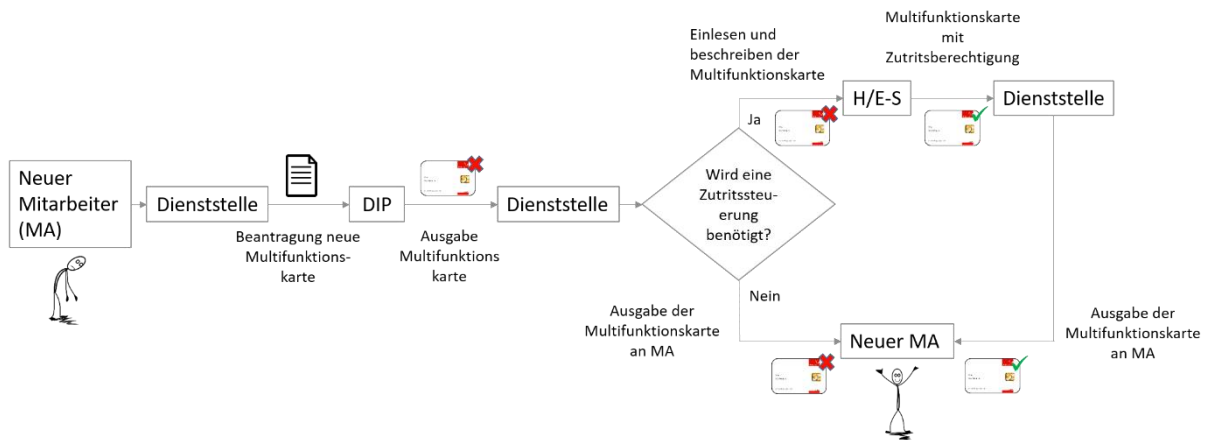 Neuer
Mitarbeiter
(MA)
Dienststelle
Beantragung neue
Multifunktions-
karte
DIP
Ausgabe
Multifunktions
karte
Dienststelle
Wird eine
Zutrittssteu-
erung
benötigt?
Ja
Einlesen und
beschreiben der
Multifunktionskarte
H/E-S
Multifunktionskarte
mit
Zutritsberechtigung
Dienststelle
Nein
Ausgabe der
Multifunktionskarte
an MA
Neuer MA
Ausgabe der
Multifunktionskarte
an MA